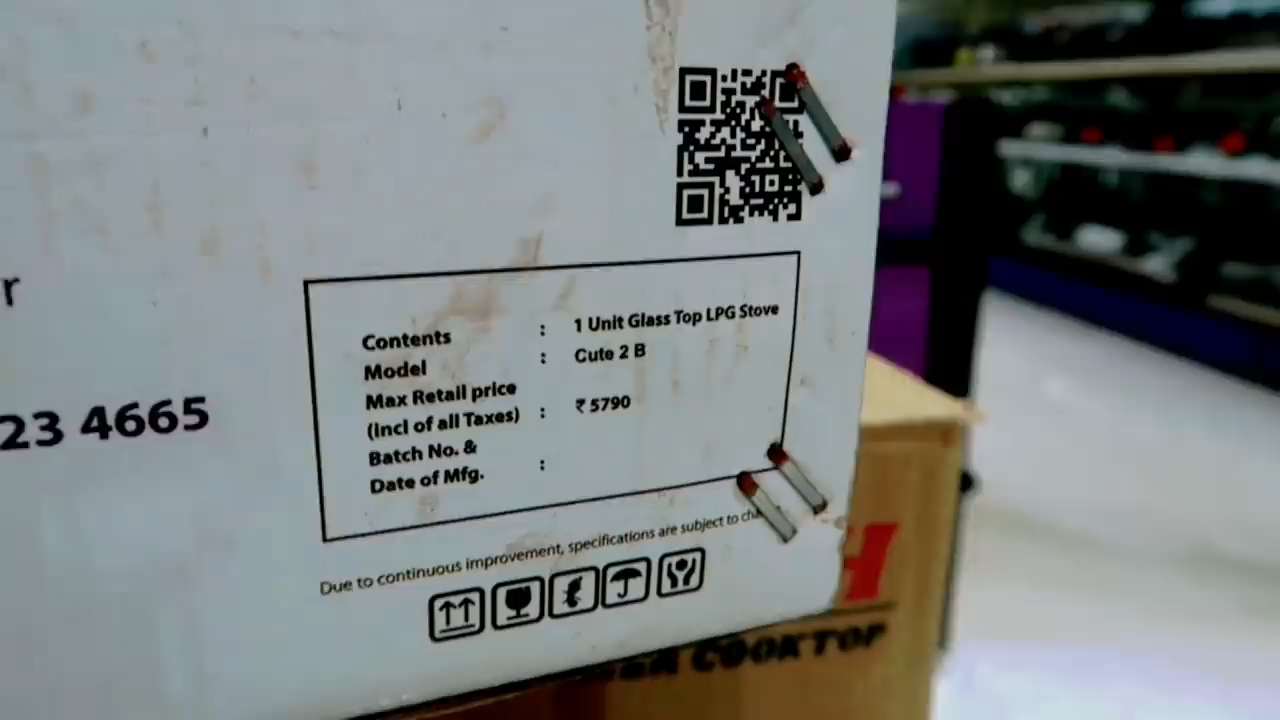 r
23 4665
Contents : 1 Unit Glass Top LPG Stove
Model : Cute 2 B
Max Retail price
(Incl of all Taxes) : ₹ 5790
Batch No. &
Date of Mfg. :
Due to continuous improvement, specifications are subject to
H
COOKTOP